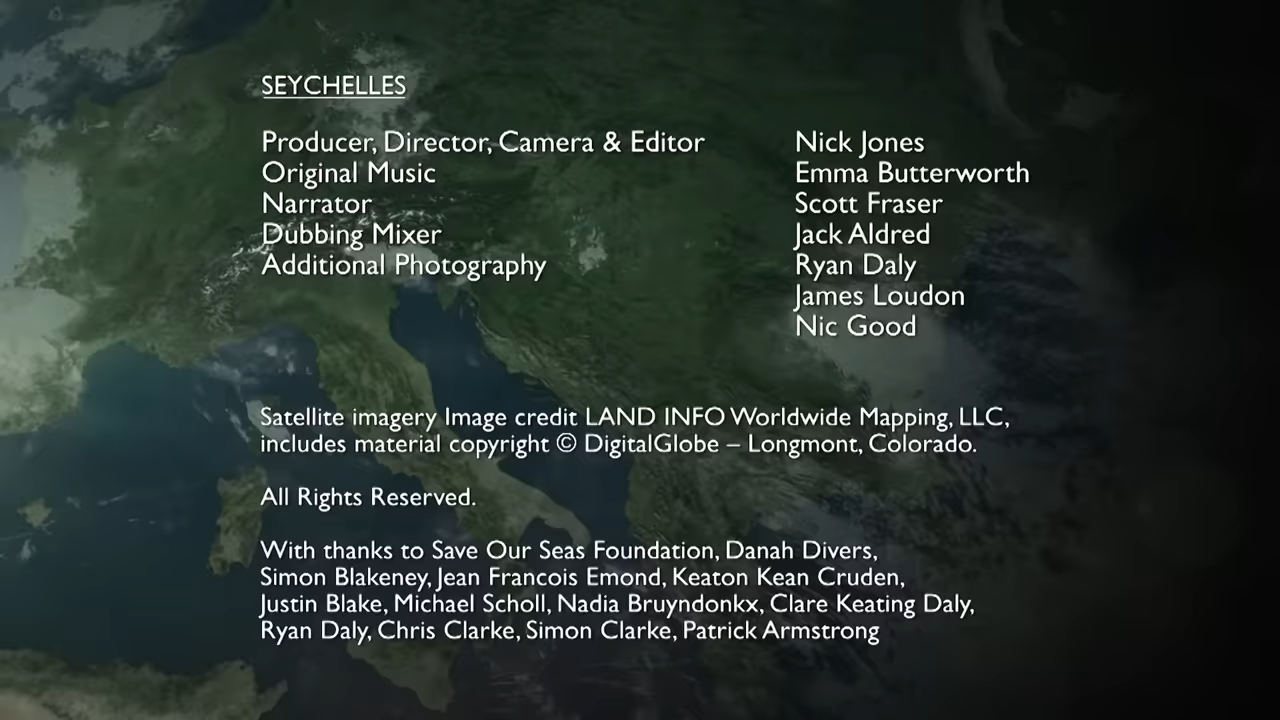 SEYCHELLES
Producer, Director, Camera & Editor Nick Jones
Original Music Emma Butterworth
Narrator Scott Fraser
Dubbing Mixer Jack Aldred
Additional Photography Ryan Daly
James Loudon
Nic Good
Satellite imagery Image credit LAND INFO Worldwide Mapping, LLC,
includes material copyright © DigitalGlobe – Longmont, Colorado.
All Rights Reserved.
With thanks to Save Our Seas Foundation, Danah Divers,
Simon Blakeney, Jean Francois Emond, Keaton Kean Cruden,
Justin Blake, Michael Scholl, Nadia Bruyndonkx, Clare Keating Daly,
Ryan Daly, Chris Clarke, Simon Clarke, Patrick Armstrong